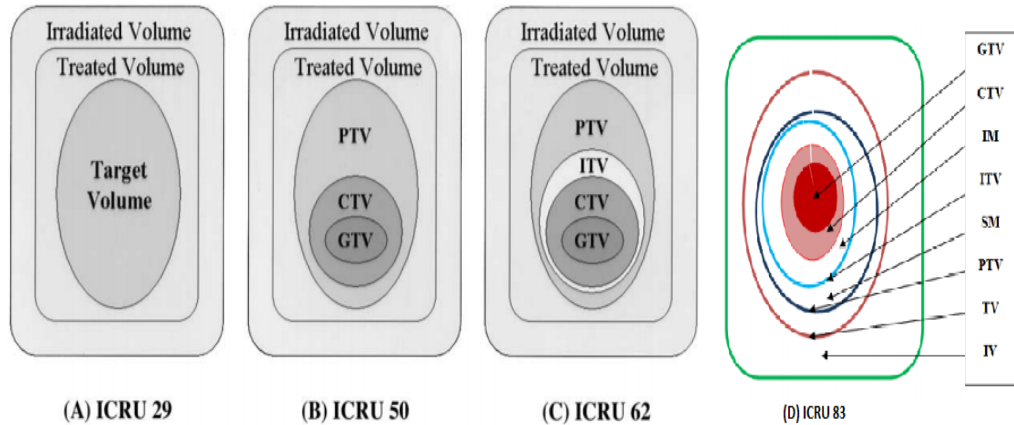 Irradiated Volume
Treated Volume
Target
Volume
(A) ICRU 29
Irradiated Volume
Treated Volume
PTV
CTV
GTV
(B) ICRU 50
Irradiated Volume
Treated Volume
PTV
ITV
CTV
GTV
(C) ICRU 62
GTV
CTV
IM
ITV
SM
PTV
TV
IV
(D) ICRU 83